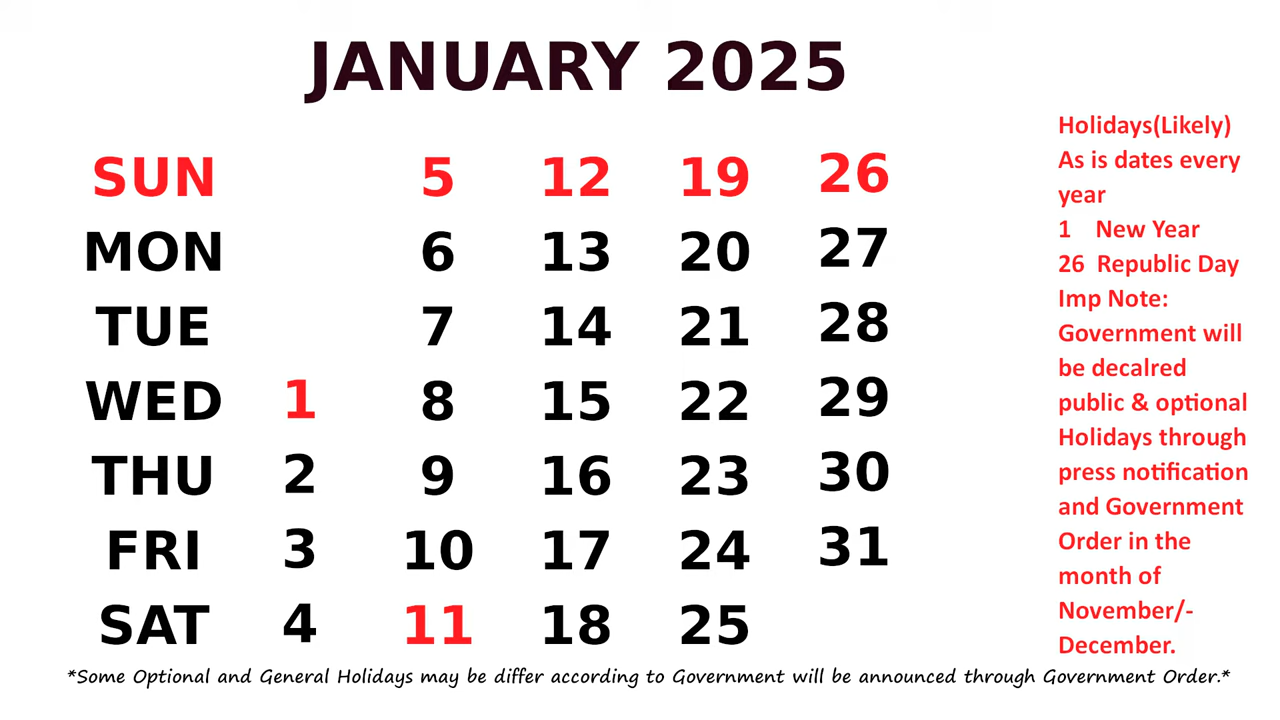 JANUARY 2025
SUN 5 12 19 26
MON 6 13 20 27
TUE 7 14 21 28
WED 1 8 15 22 29
THU 2 9 16 23 30
FRI 3 10 17 24 31
SAT 4 11 18 25
Holidays(Likely)
As is dates every
year
1 New Year
26 Republic Day
Imp Note:
Government will
be decalred
public & optional
Holidays through
press notification
and Government
Order in the
month of
November/-
December.
*Some Optional and General Holidays may be differ according to Government will be announced through Government Order.*